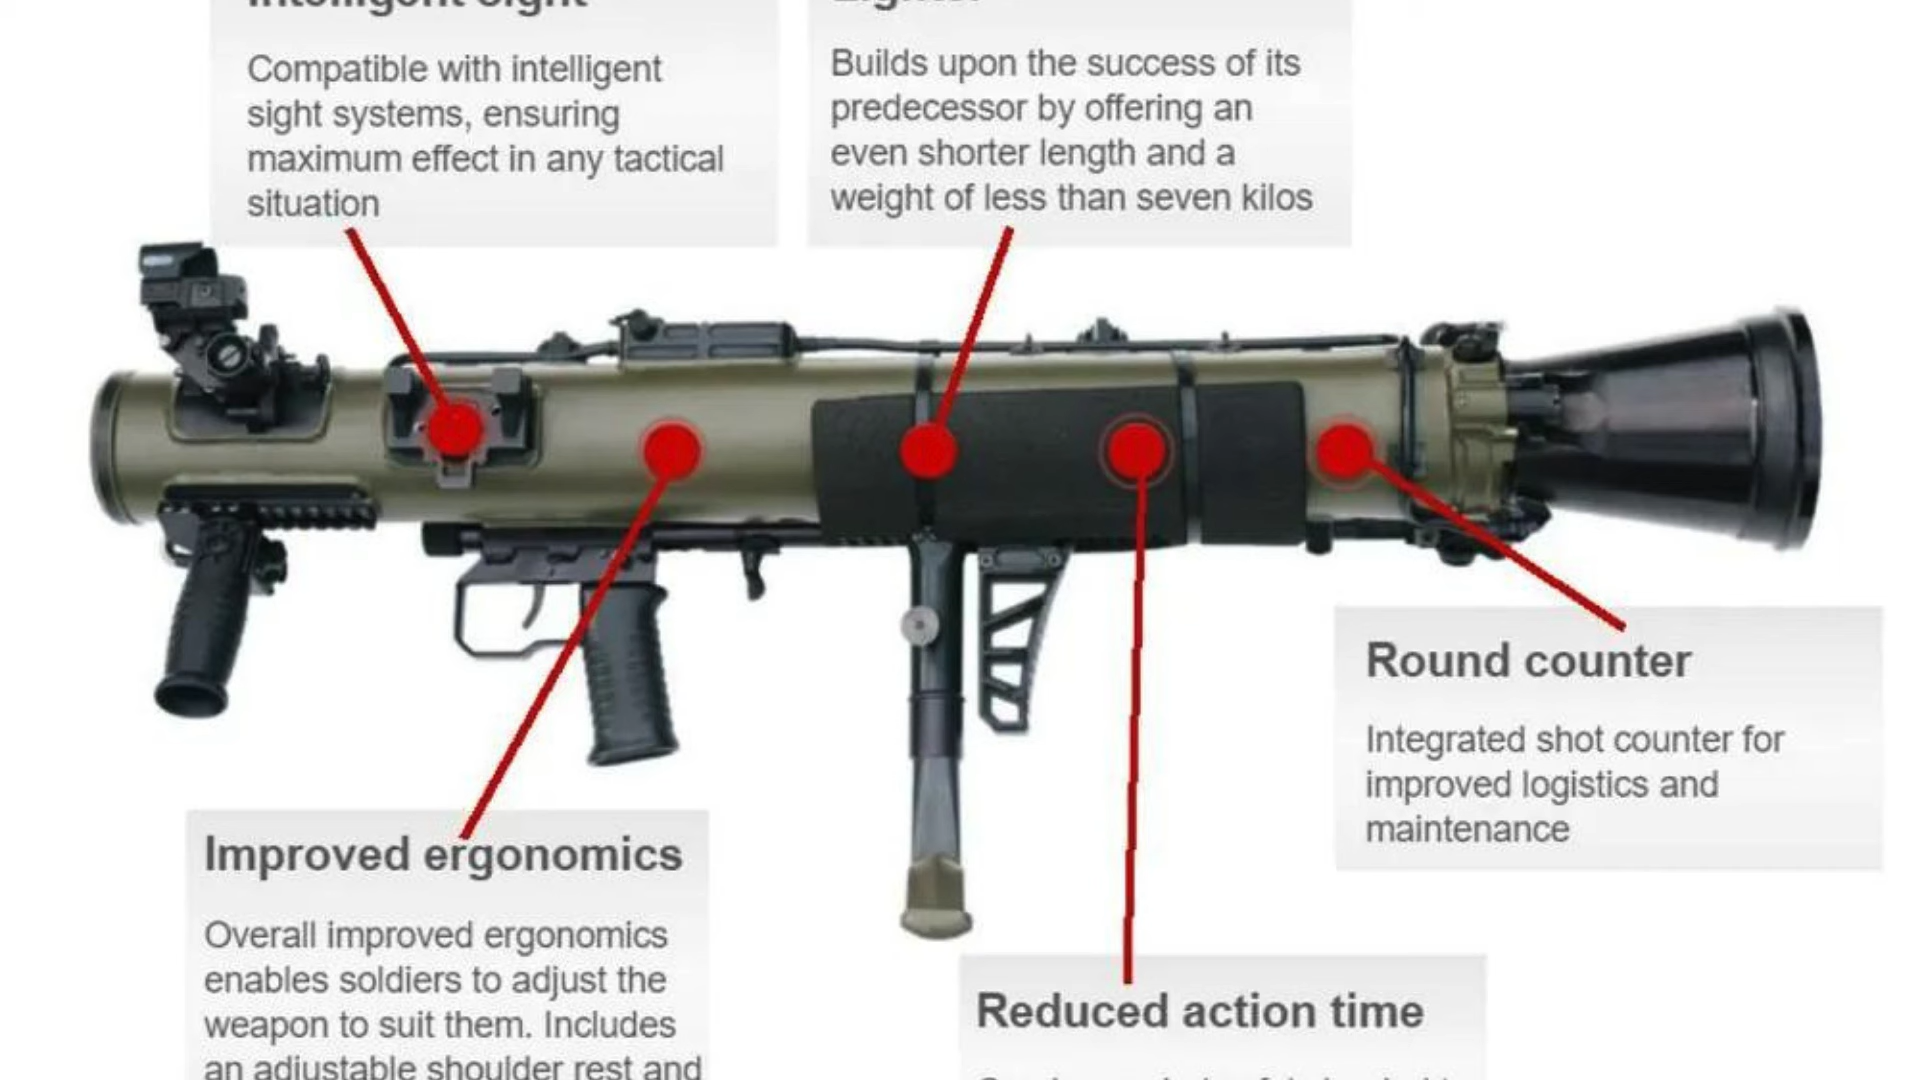 Intelligent sight
Compatible with intelligent
sight systems, ensuring
maximum effect in any tactical
situation
Lighter
Builds upon the success of its
predecessor by offering an
even shorter length and a
weight of less than seven kilos
Round counter
Integrated shot counter for
improved logistics and
maintenance
Improved ergonomics
Overall improved ergonomics
enables soldiers to adjust the
weapon to suit them. Includes
an adjustable shoulder rest and
Reduced action time